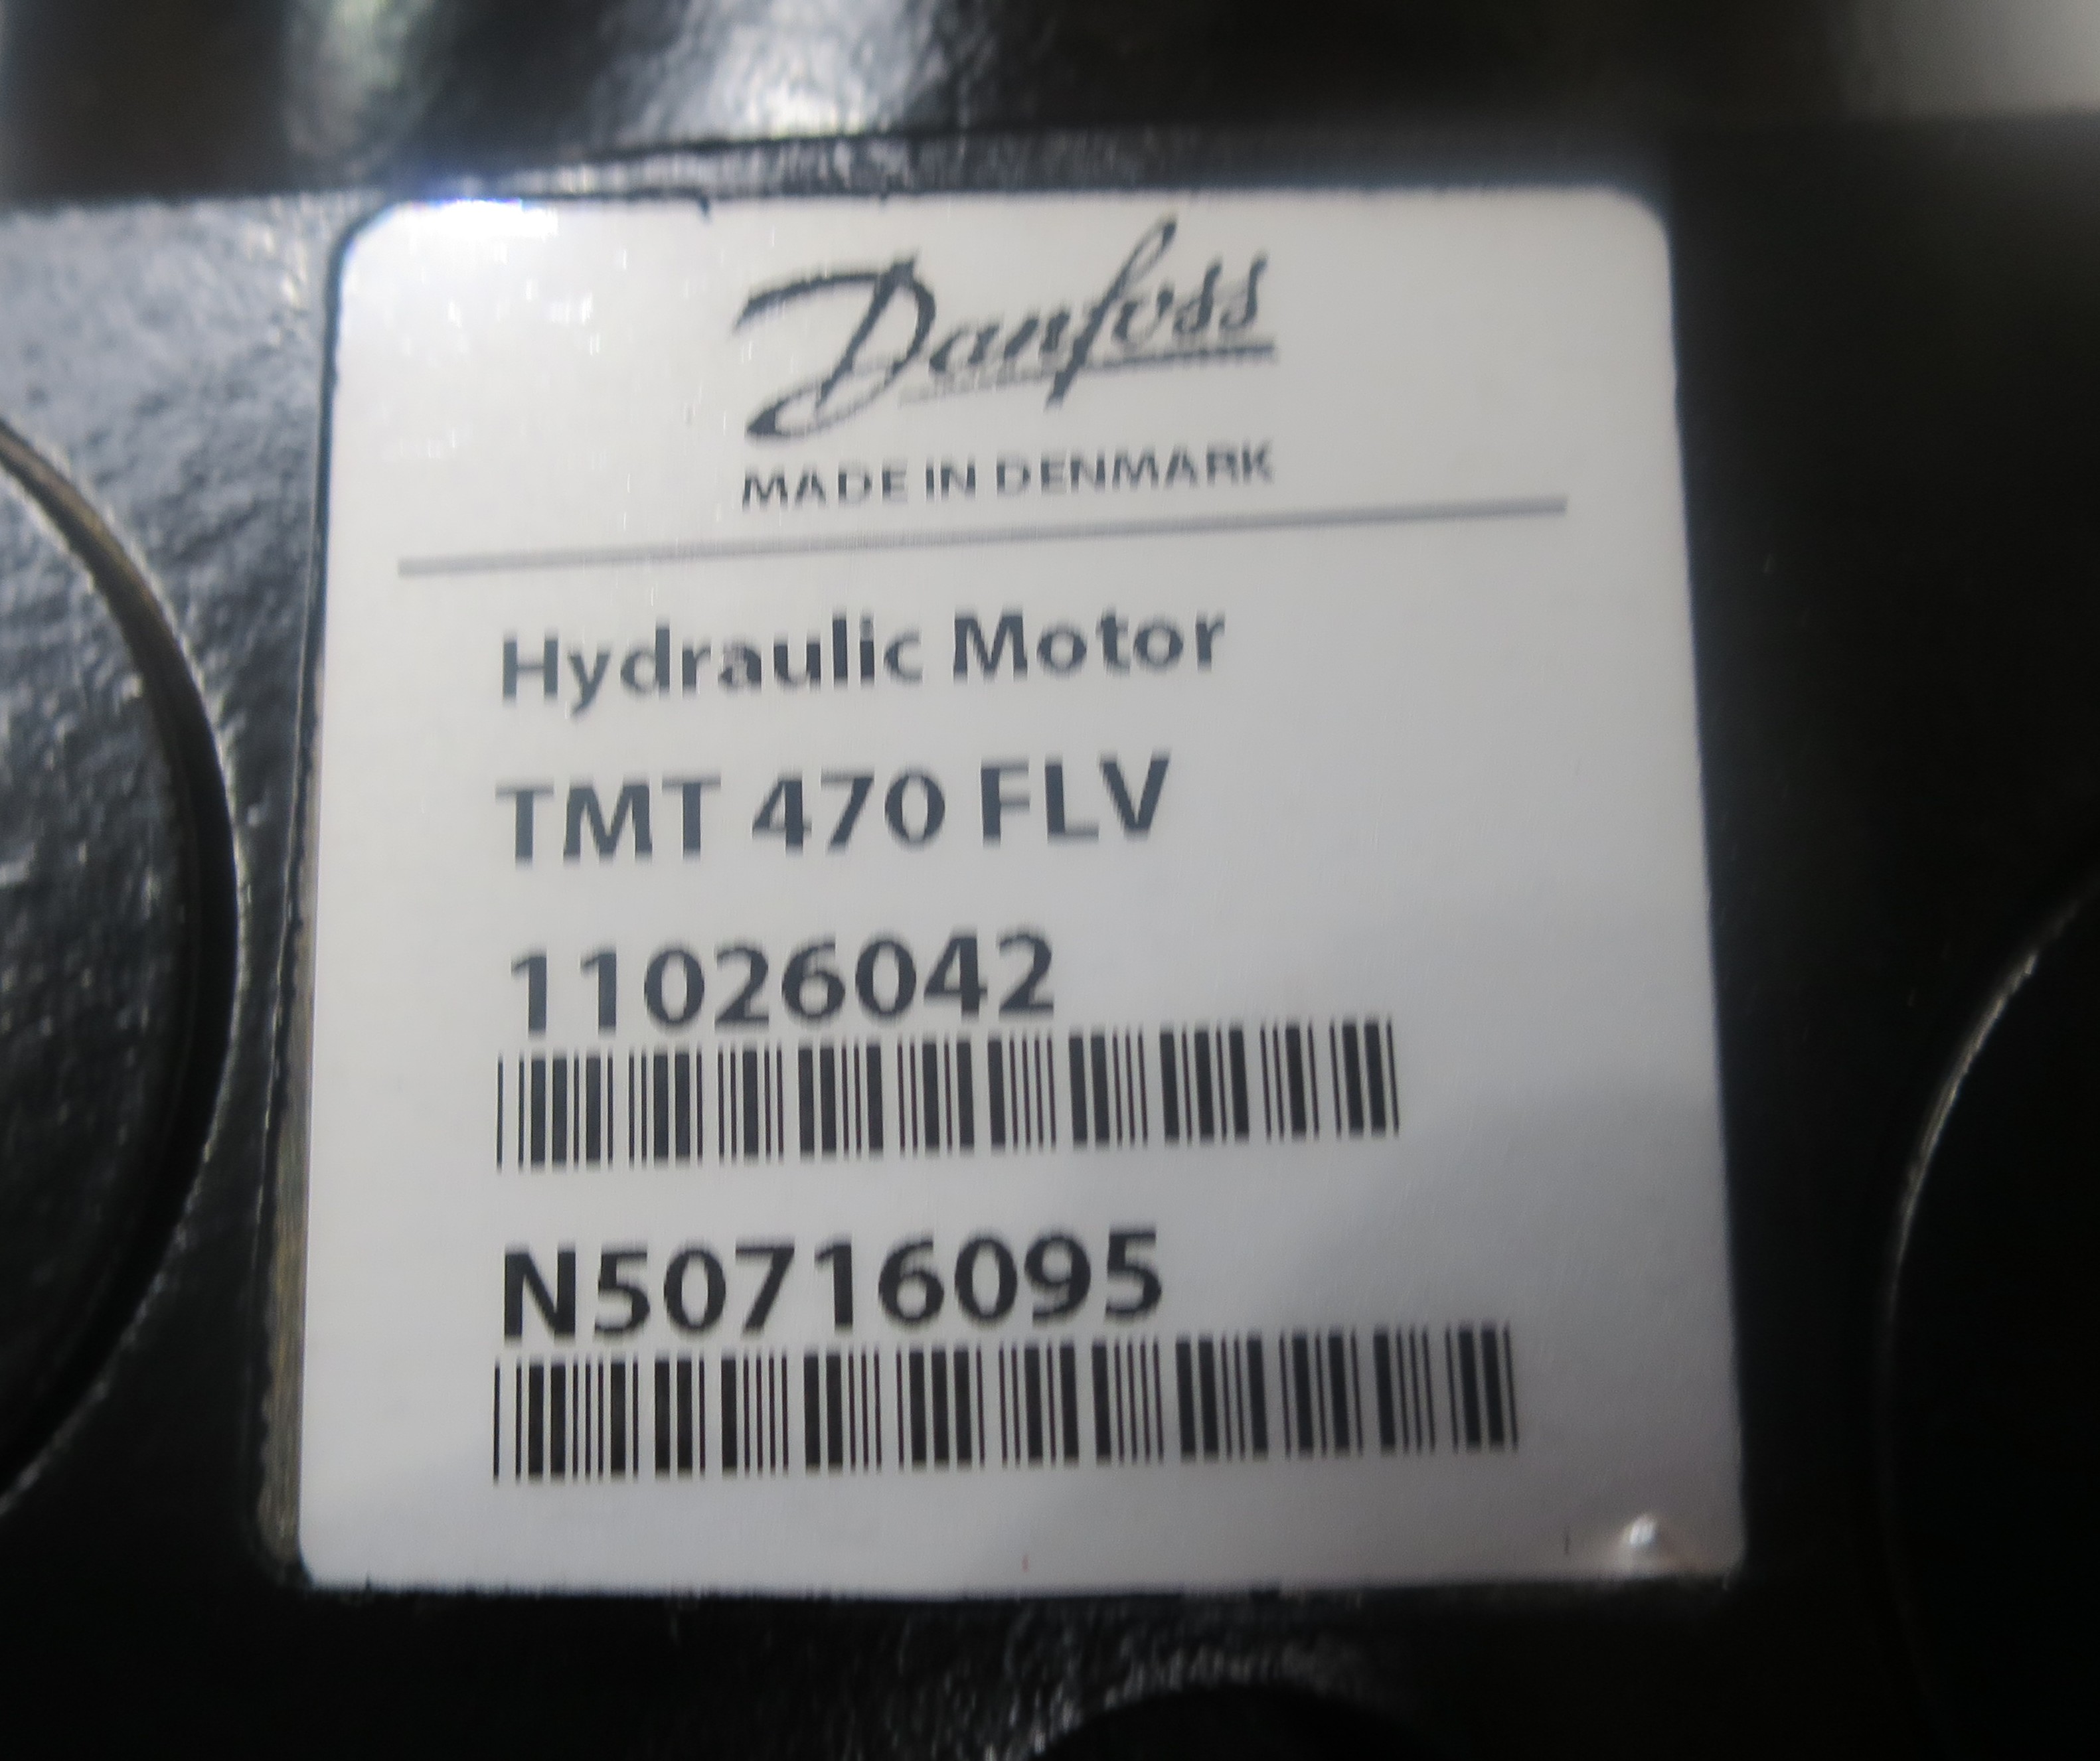 Danfoss
MADE IN DENMARK
Hydraulic Motor
TMT 470 FLV
11026042
N50716095